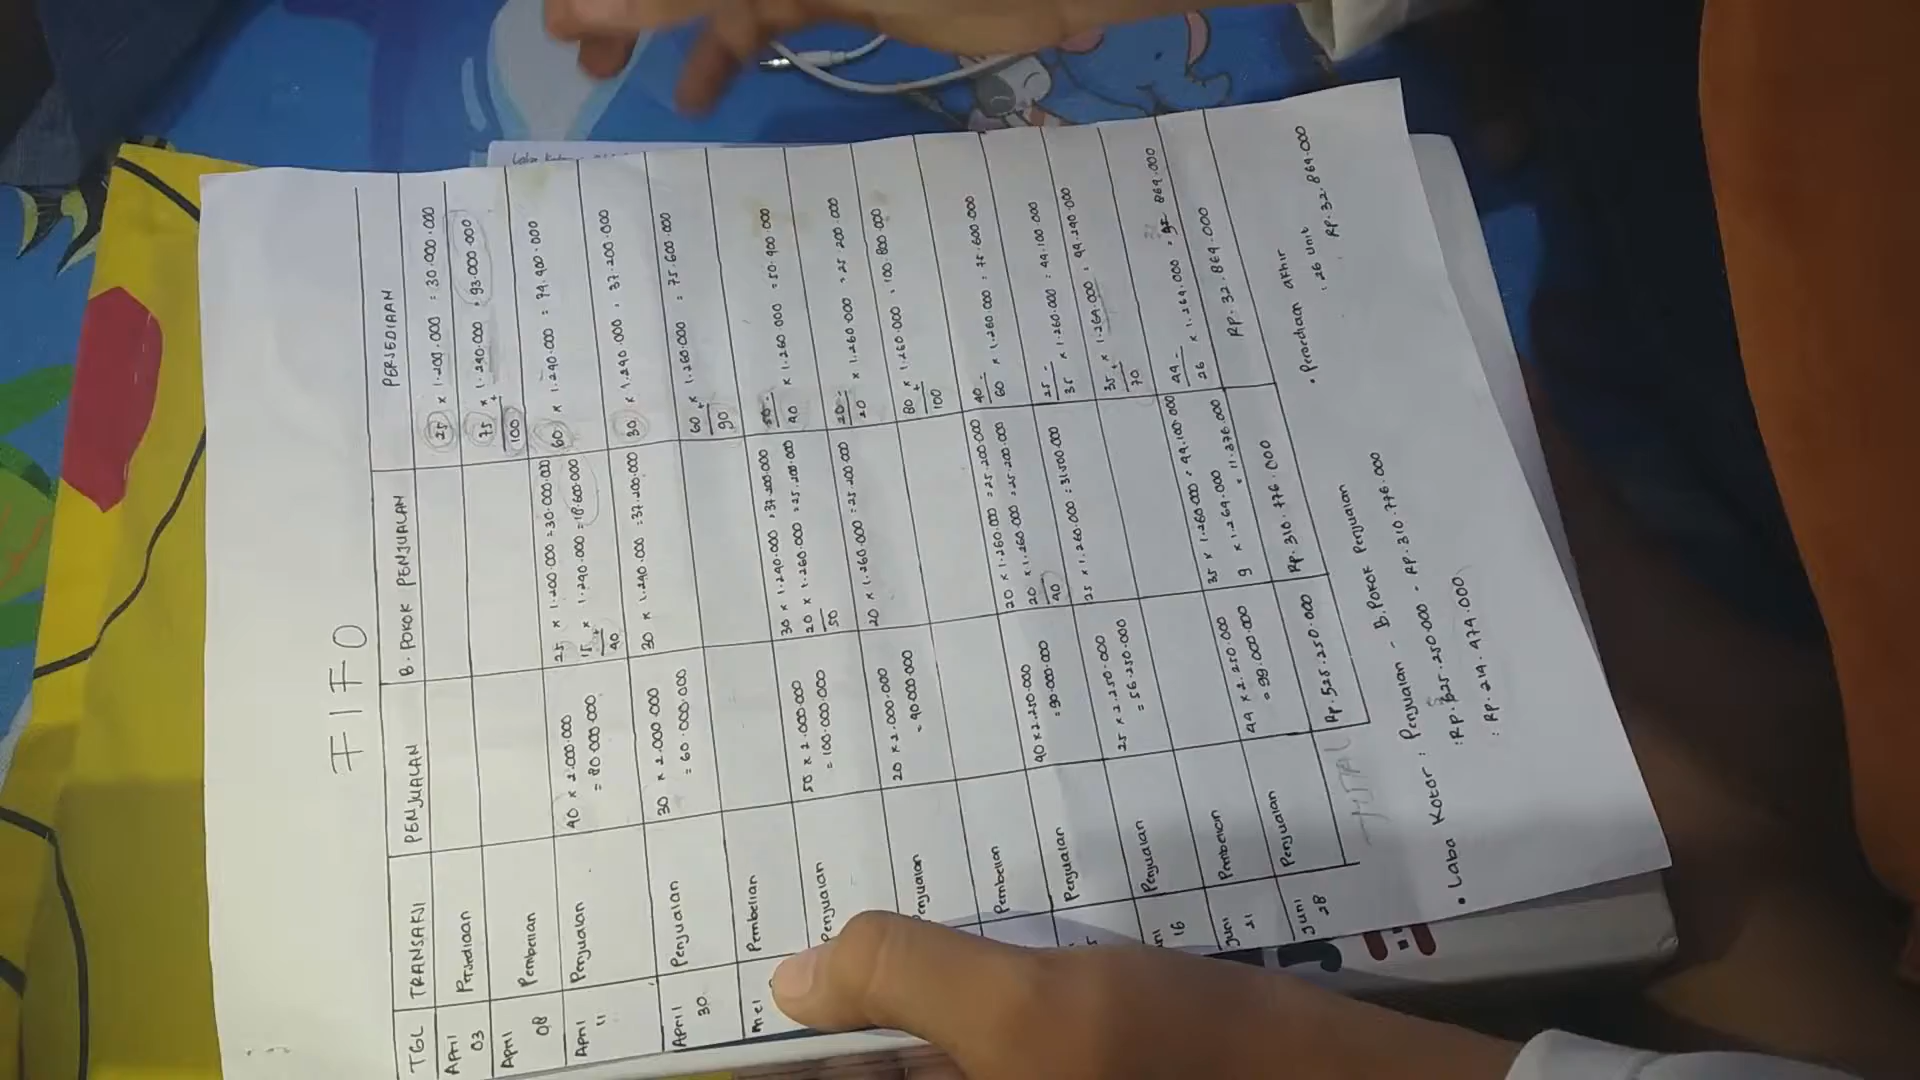 FIFO
TGL TRANSAKSI PENJUALAN B. POKOK PENJUALAN PERSEDIAAN
April 03 Persediaan 25 x 1.200.000 = 30.000.000
April 08 Pembelian 75 x 1.240.000 = 93.000.000
+
100
April 11 Penjualan 40 x 2.000.000 25 x 1.200.000 = 30.000.000 60 x 1.240.000 = 74.400.000
= 80.000.000 15 x 1.240.000 = 18.600.000
+
40
April 30 Penjualan 30 x 2.000.000 30 x 1.240.000 = 37.200.000 30 x 1.240.000 = 37.200.000
= 60.000.000
Mei Pembelian 60 x 1.260.000 = 75.600.000
+
90
Penjualan 50 x 2.000.000 30 x 1.240.000 = 37.200.000 50 -
= 100.000.000 20 x 1.260.000 = 25.200.000 40 x 1.260.000 = 50.400.000
50
Penjualan 20 x 2.000.000 20 x 1.260.000 = 25.200.000 20 -
= 40.000.000 20 x 1.260.000 = 25.200.000
Pembelian 80 x 1.260.000 = 100.800.000
+
100
Penjualan 40 x 2.250.000 20 x 1.260.000 = 25.200.000 40 -
= 90.000.000 20 x 1.260.000 = 25.200.000 60 x 1.260.000 = 75.600.000
40
Penjualan 25 x 2.250.000 25 x 1.260.000 = 31.500.000 25 -
= 56.250.000 35 x 1.260.000 = 44.100.000
16
Juni 21 Pembelian 35 x 1.264.000 = 44.240.000
+
70
Juni 28 Penjualan 44 x 2.250.000 35 x 1.260.000 = 44.100.000 44 -
= 99.000.000 9 x 1.264.000 = 11.376.000 26 x 1.264.000 = 32.864.000
TOTAL Rp. 525.250.000 Rp. 310.776.000 Rp. 32.864.000
• Laba Kotor : Penjualan - B. Pokok Penjualan
: Rp. 525.250.000 - Rp. 310.776.000
: Rp. 214.474.000
• Persediaan akhir
: 26 Unit
Rp. 32.864.000